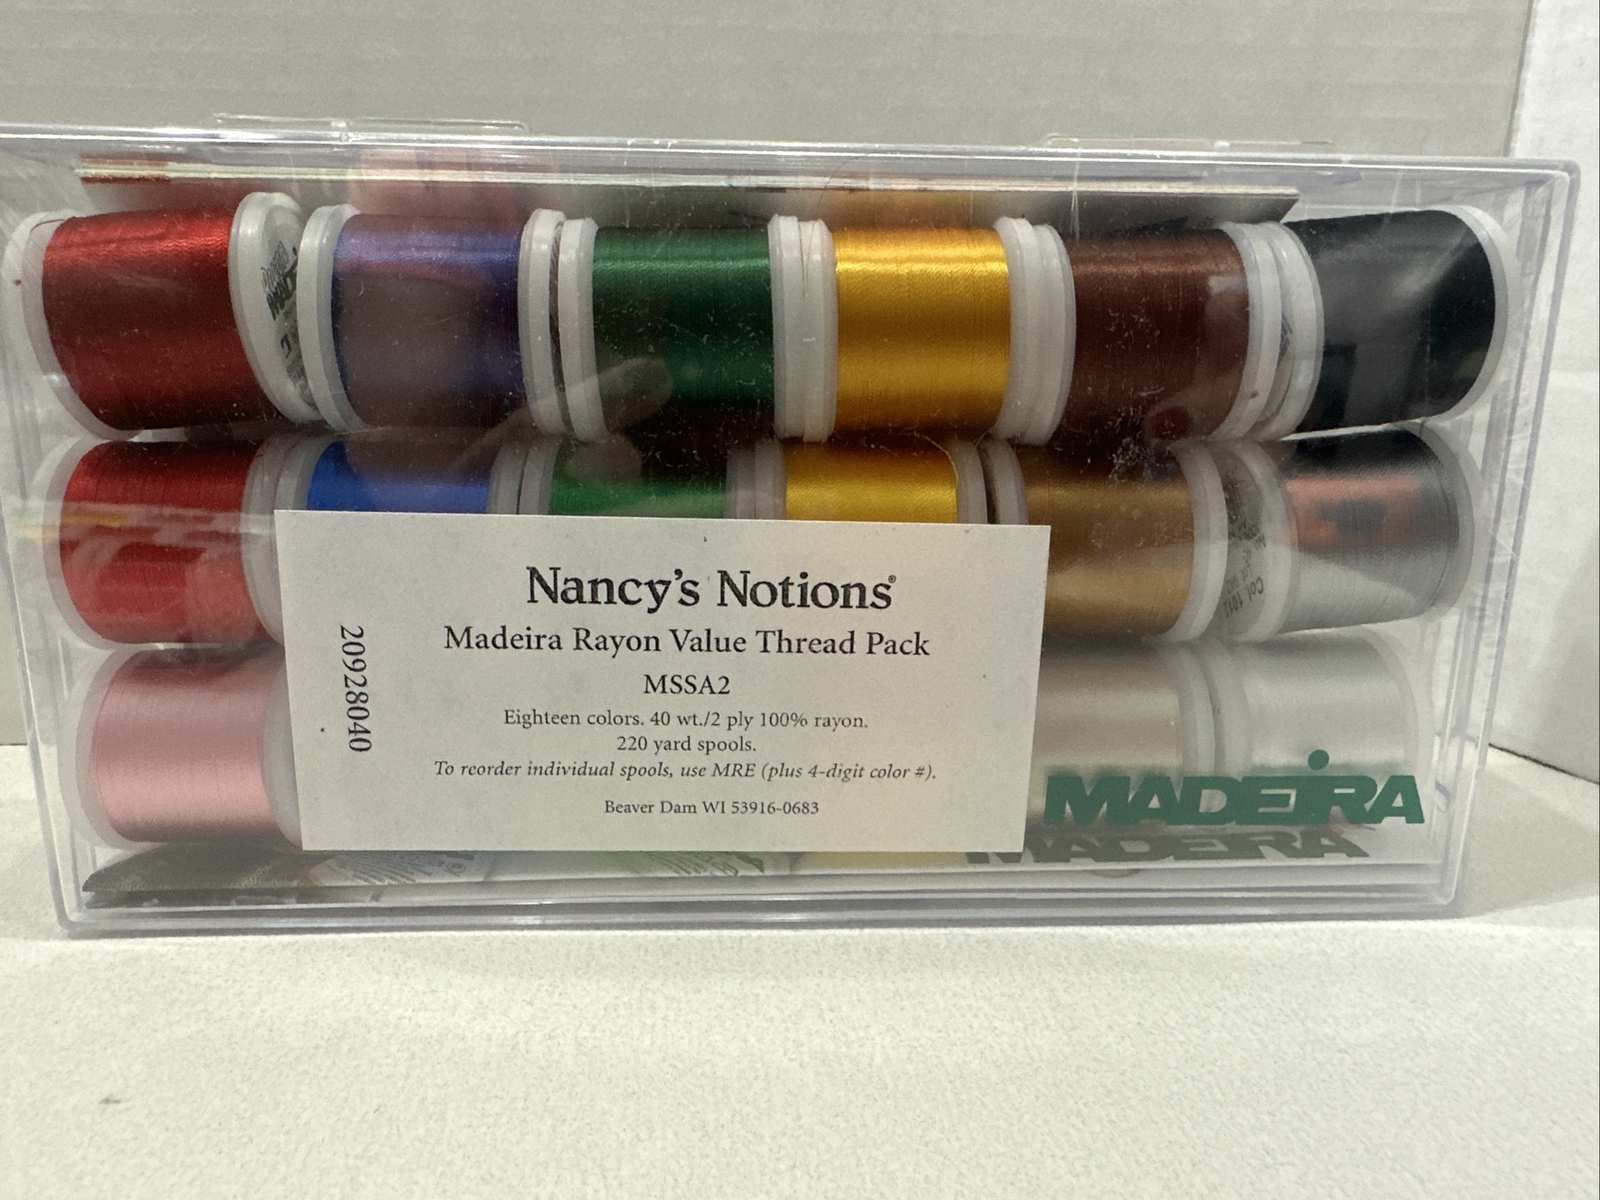 Nancy's Notions®
Madeira Rayon Value Thread Pack
MSSA2
Eighteen colors. 40 wt./2 ply 100% rayon.
220 yard spools.
To reorder individual spools, use MRE (plus 4-digit color #).
Beaver Dam WI 53916-0683
20928040
MADEIRA